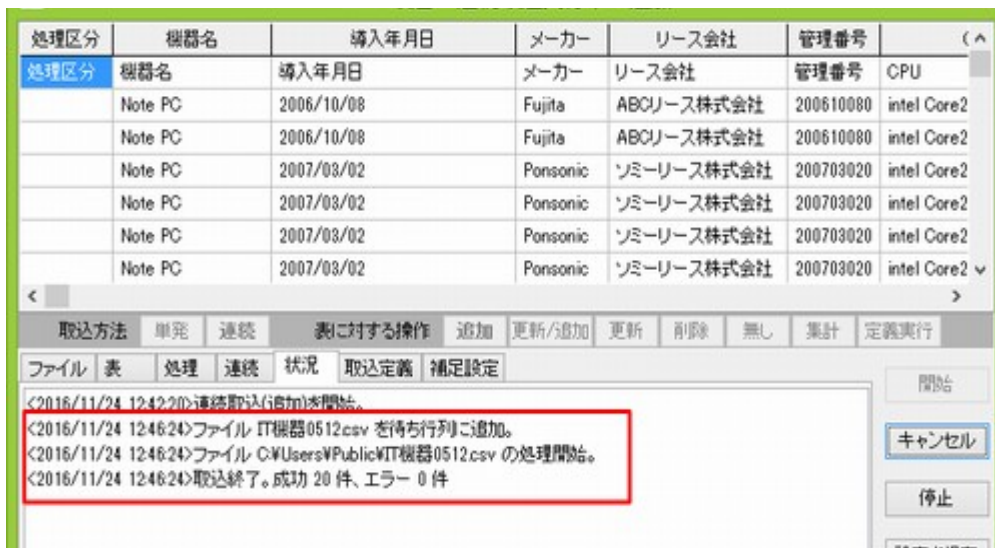 処理区分 機器名 導入年月日 メーカー リース会社 管理番号 (
処理区分 機器名 導入年月日 メーカー リース会社 管理番号 CPU
Note PC 2006/10/08 Fujita ABCリース株式会社 200610080 intel Core2
Note PC 2006/10/08 Fujita ABCリース株式会社 200610080 intel Core2
Note PC 2007/03/02 Ponsonic ソミーリース株式会社 200703020 intel Core2
Note PC 2007/03/02 Ponsonic ソミーリース株式会社 200703020 intel Core2
Note PC 2007/03/02 Ponsonic ソミーリース株式会社 200703020 intel Core2
Note PC 2007/03/02 Ponsonic ソミーリース株式会社 200703020 intel Core2
取込方法 単発 連続 表に対する操作 追加 更新/追加 更新 削除 無し 集計 定義実行
ファイル 表 処理 連続 状況 取込定義 補足設定
開始
<2016/11/24 12:42:20>連続取込(追加)を開始。
<2016/11/24 12:46:24>ファイル IT機器0512.csv を待ち行列に追加。
キャンセル
<2016/11/24 12:46:24>ファイル C:¥Users¥Public¥IT機器0512.csv の処理開始。
<2016/11/24 12:46:24>取込終了。成功 20 件、エラー 0 件
停止